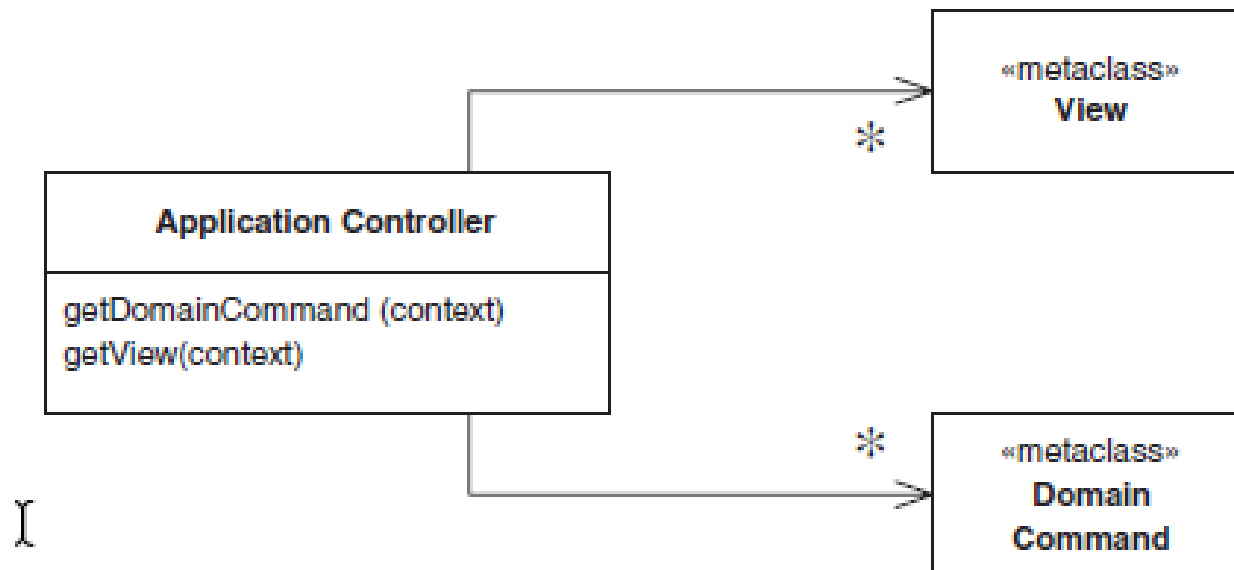 «metaclass»
View
*
Application Controller
getDomainCommand (context)
getView(context)
*
«metaclass»
Domain
Command